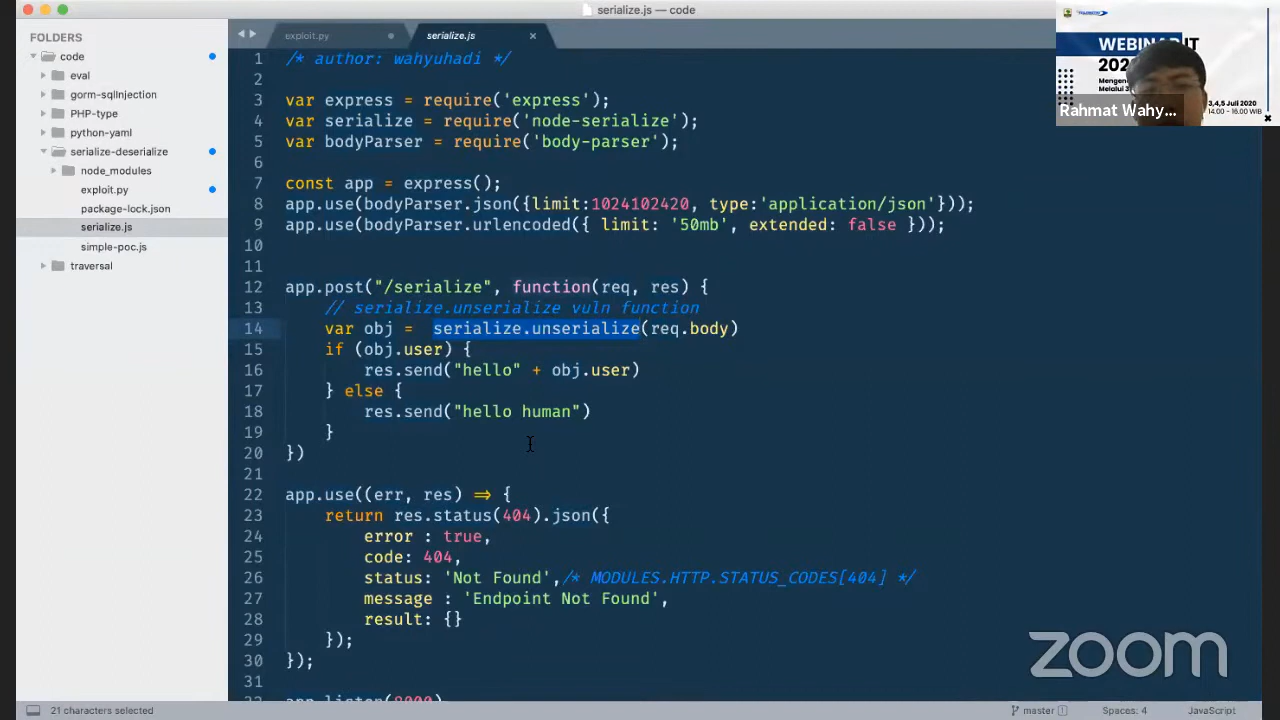 serialize.js — code
FOLDERS
code
eval
gorm-sqlInjection
PHP-type
python-yaml
serialize-deserialize
node_modules
exploit.py
package-lock.json
serialize.js
simple-poc.js
traversal
exploit.py
serialize.js
1 /* author: wahyuhadi */
2
3 var express = require('express');
4 var serialize = require('node-serialize');
5 var bodyParser = require('body-parser');
6
7 const app = express();
8 app.use(bodyParser.json({limit:1024102420, type:'application/json'}));
9 app.use(bodyParser.urlencoded({ limit: '50mb', extended: false }));
10
11
12 app.post("/serialize", function(req, res) {
13 // serialize.unserialize vuln function
14 var obj = serialize.unserialize(req.body)
15 if (obj.user) {
16 res.send("hello" + obj.user)
17 } else {
18 res.send("hello human")
19 }
20 })
21
22 app.use((err, res) => {
23 return res.status(404).json({
24 error : true,
25 code: 404,
26 status: 'Not Found',/* MODULES.HTTP.STATUS_CODES[404] */
27 message : 'Endpoint Not Found',
28 result: {}
29 });
30 });
31
app.listen(8000)
WEBINAR IT
Rahmat Wahy...
3,4,5 Juli 2020
14:00 - 16.00 WIB
zoom
21 characters selected
master 1
Spaces: 4
JavaScript